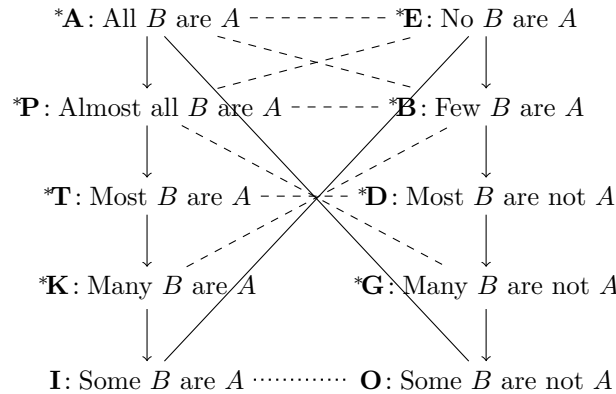 *A: All B are A *E: No B are A
*P: Almost all B are A *B: Few B are A
*T: Most B are A *D: Most B are not A
*K: Many B are A *G: Many B are not A
I: Some B are A O: Some B are not A